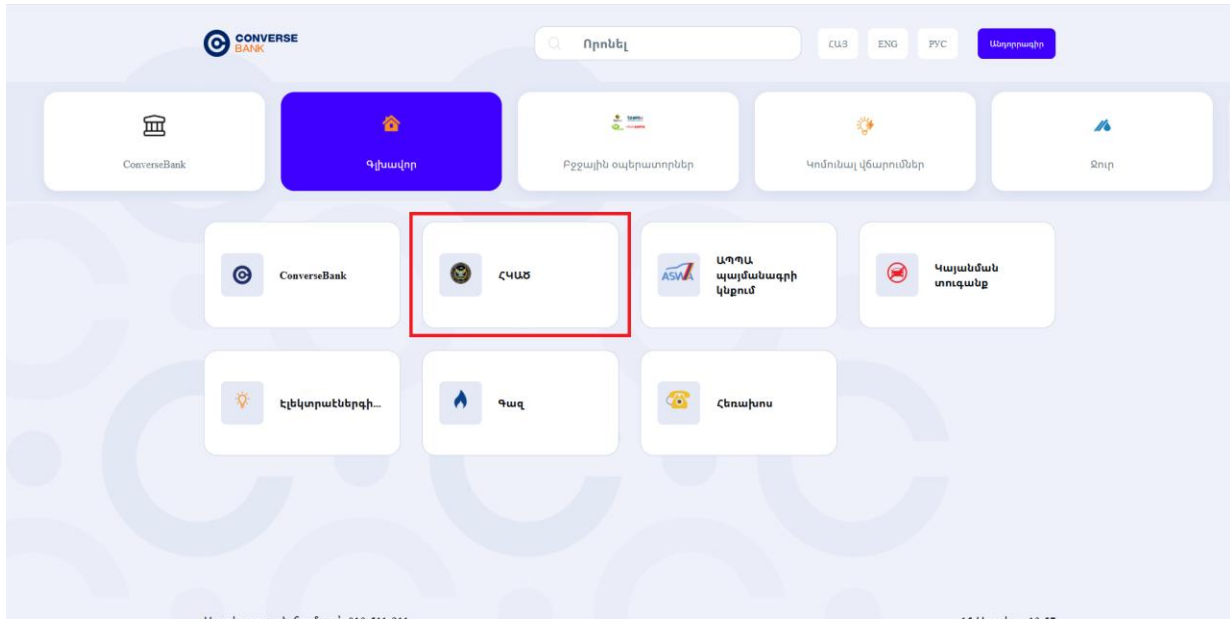 CONVERSE
BANK
Որոնել
ՀԱՅ
ENG
РУС
Անդորրագիր
ConverseBank
Գլխավոր
Բջջային օպերատորներ
Կոմունալ վճարումներ
Ջուր
ConverseBank
ՀԿԱԾ
ASWA
ԱՊՊԱ
պայմանագրի
կնքում
Կայանման
տուգանք
Էլեկտրաէներգի...
Գազ
Հեռախոս